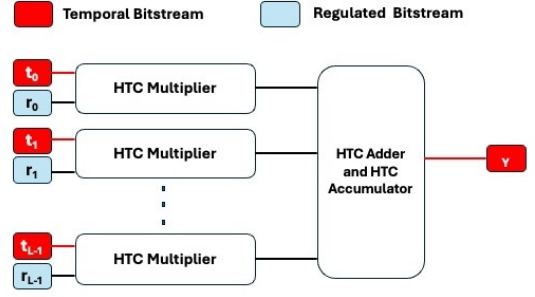 Temporal Bitstream
Regulated Bitstream
t0
r0
HTC Multiplier
t1
r1
HTC Multiplier
tL-1
rL-1
HTC Multiplier
HTC Adder
and HTC
Accumulator
Y